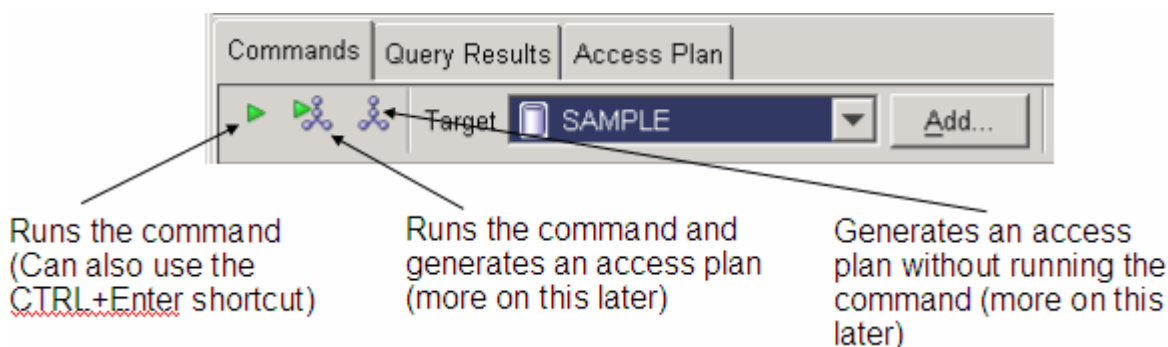 Commands Query Results Access Plan
Target SAMPLE Add...
Runs the command
(Can also use the
CTRL+Enter shortcut)
Runs the command and
generates an access plan
(more on this later)
Generates an access
plan without running the
command (more on this
later)